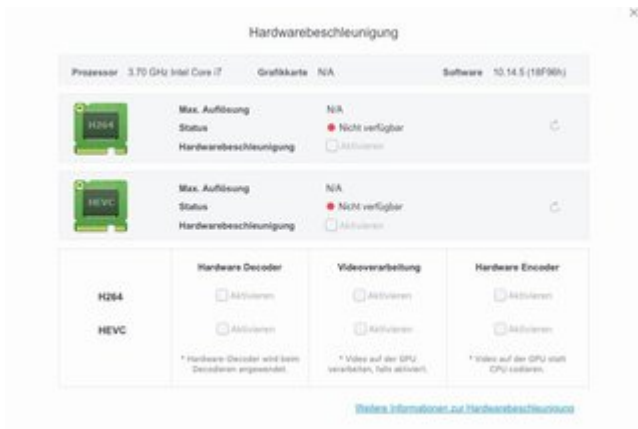 Hardwarebeschleunigung
Prozessor 3.70 GHz Intel Core i7 Grafikkarte N/A Software 10.14.5 (18F96h)
H264
Max. Auflösung N/A
Status Nicht verfügbar
Hardwarebeschleunigung Aktivieren
HEVC
Max. Auflösung N/A
Status Nicht verfügbar
Hardwarebeschleunigung Aktivieren
Hardware Decoder Videoverarbeitung Hardware Encoder
H264 Aktivieren Aktivieren Aktivieren
HEVC Aktivieren Aktivieren Aktivieren
* Hardware-Decoder wird beim * Video auf der GPU * Video auf der GPU statt
Decodieren angewendet. verarbeiten, falls aktiviert. CPU codieren.
Weitere Informationen zur Hardwarebeschleunigung